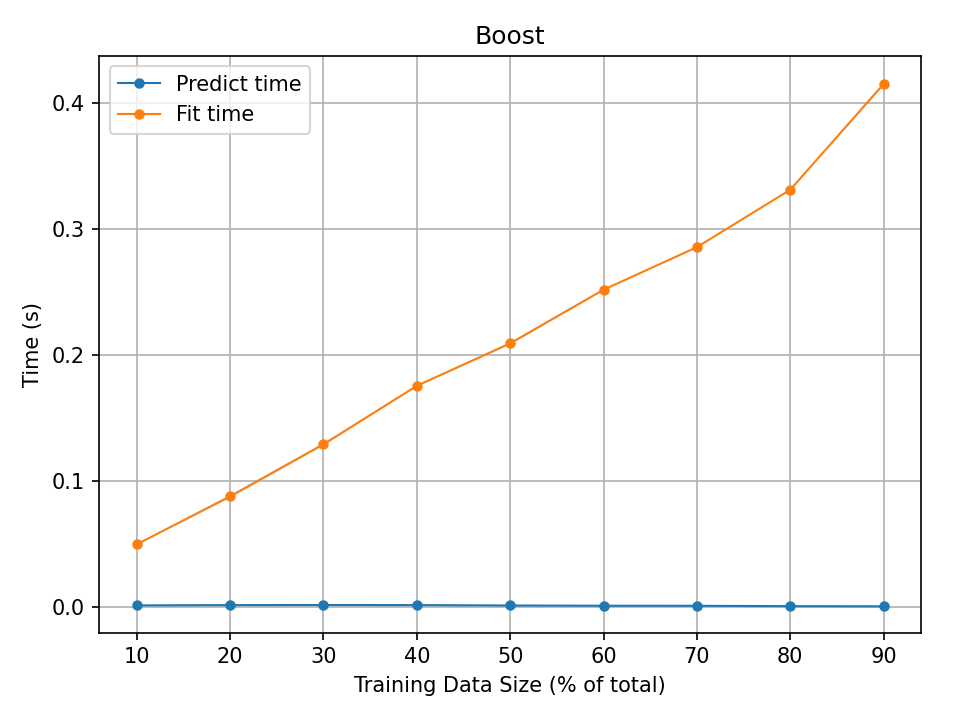 Boost
Predict time
Fit time
0.4
0.3
0.2
0.1
0.0
Time (s)
10 20 30 40 50 60 70 80 90
Training Data Size (% of total)